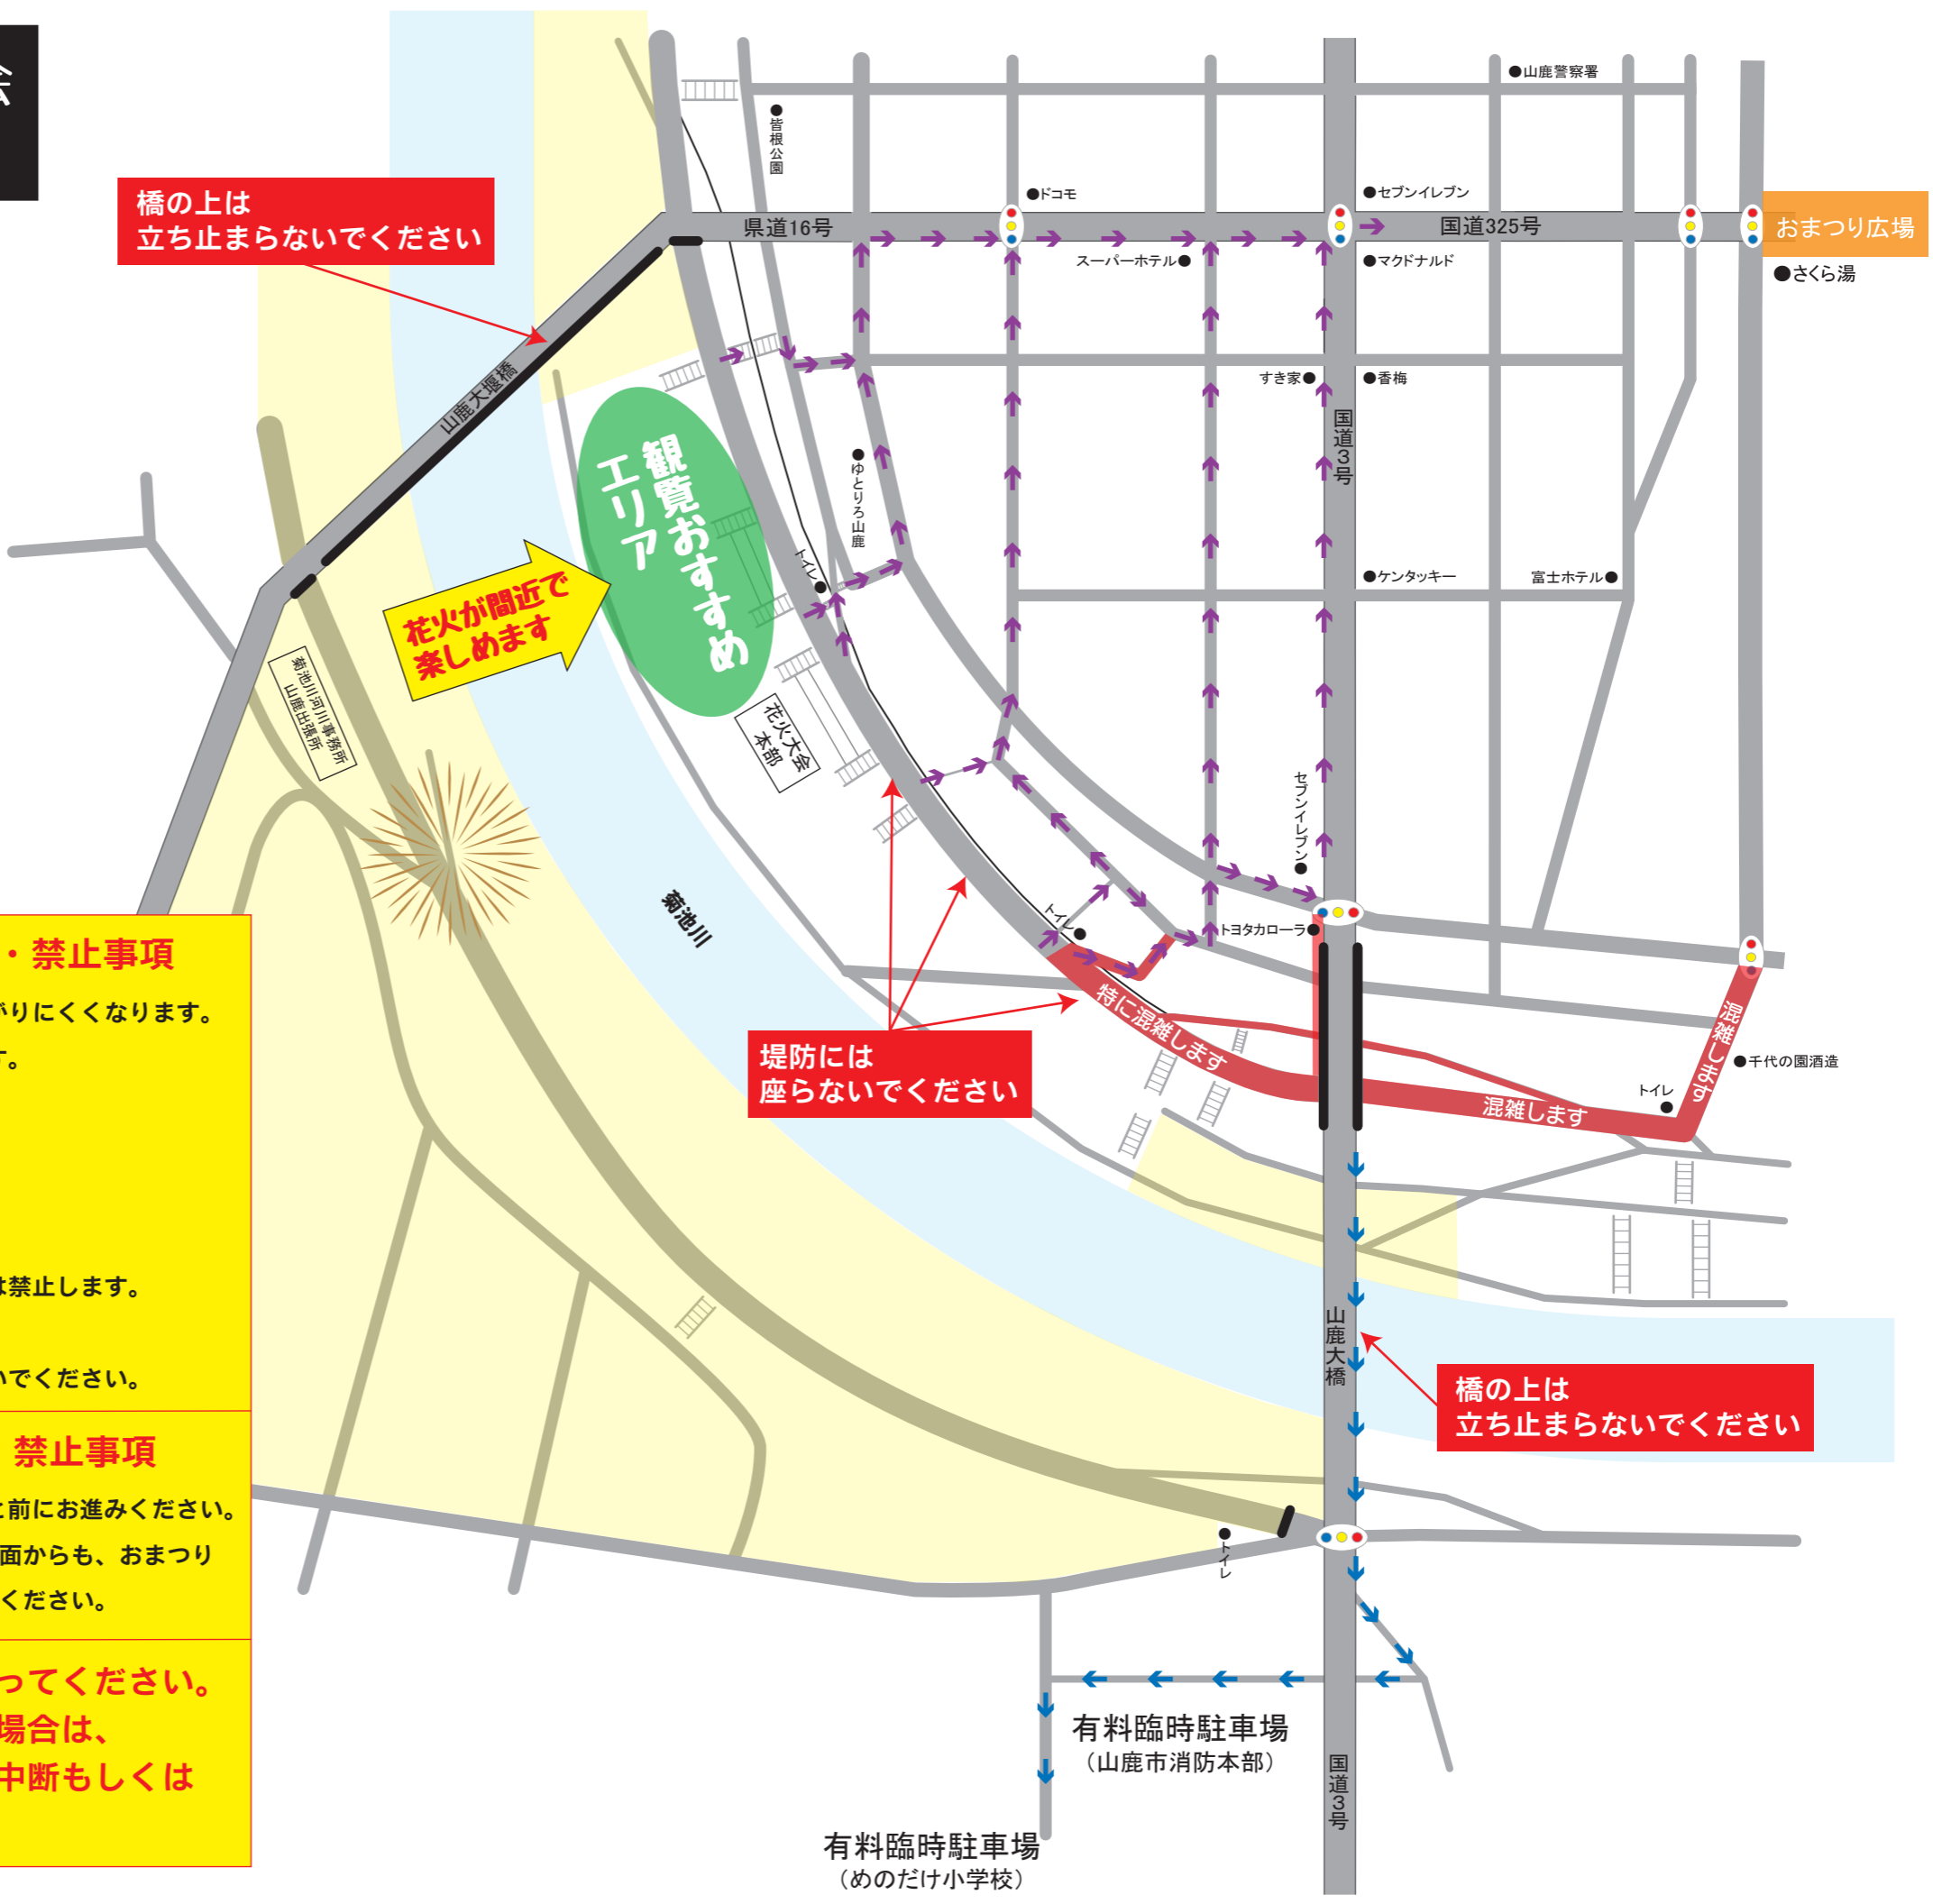 会
橋の上は
立ち止まらないでください
●山鹿警察署
●皆根公園
●ドコモ
●セブンイレブン
県道16号
国道325号
おまつり広場
スーパーホテル●
●マクドナルド
●さくら湯
山鹿大堰橋
すき家●
●香梅
国道3号
観覧おすすめ
エリア
●ゆとりろ山鹿
トイレ●
花火が間近で
楽しめます
●ケンタッキー
富士ホテル●
菊池川河川事務所
山鹿出張所
花火大会
本部
セブンイレブン●
菊池川
トイレ●
トヨタカローラ●
・禁止事項
がりにくくなります。
す。
は禁止します。
いでください。
堤防には
座らないでください
特に混雑します
混雑します
混雑します
●千代の園酒造
トイレ
●
山鹿大橋
橋の上は
立ち止まらないでください
禁止事項
と前にお進みください。
面からも、おまつり
ください。
●トイレ
ってください。
場合は、
中断もしくは
有料臨時駐車場
（山鹿市消防本部）
国道3号
有料臨時駐車場
（めのだけ小学校）